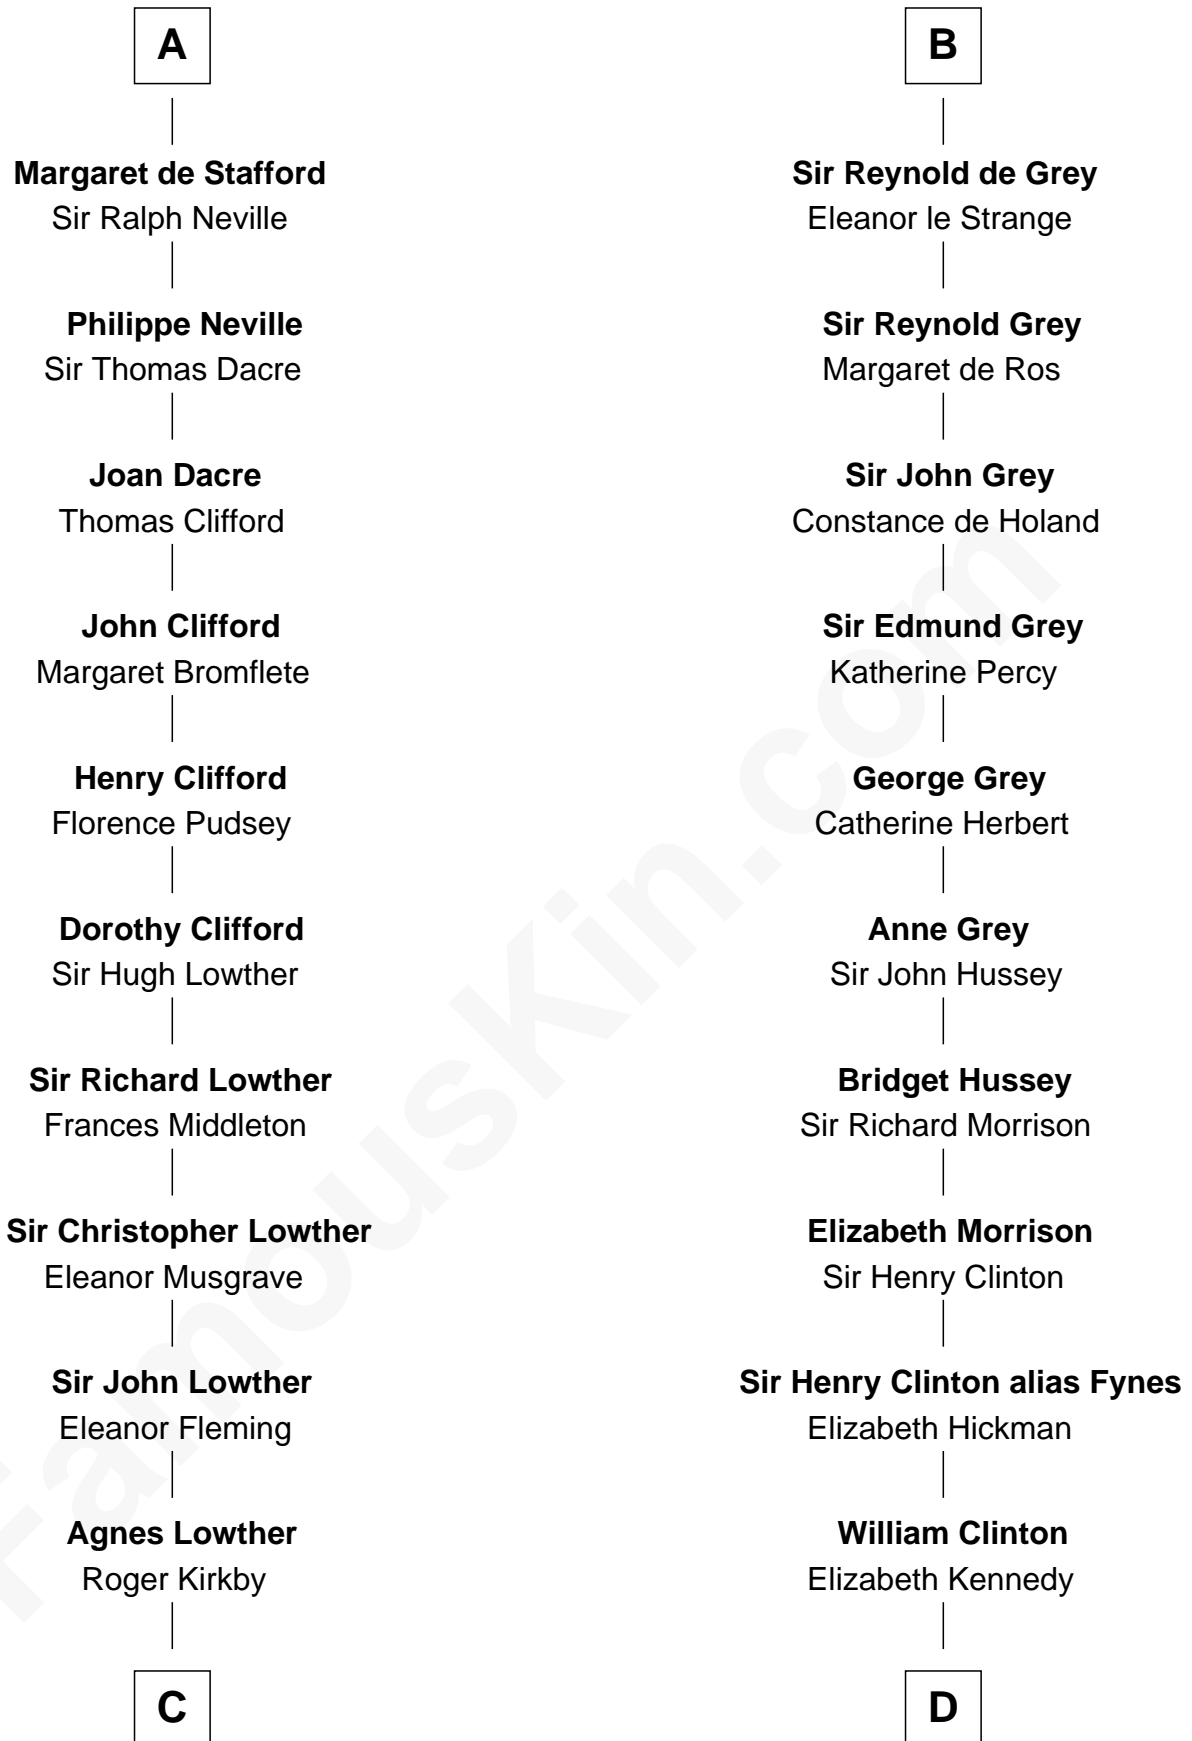 A
Margaret de Stafford
Sir Ralph Neville
Philippe Neville
Sir Thomas Dacre
Joan Dacre
Thomas Clifford
John Clifford
Margaret Bromflete
Henry Clifford
Florence Pudsey
Dorothy Clifford
Sir Hugh Lowther
Sir Richard Lowther
Frances Middleton
Sir Christopher Lowther
Eleanor Musgrave
Sir John Lowther
Eleanor Fleming
Agnes Lowther
Roger Kirkby
C
B
Sir Reynold de Grey
Eleanor le Strange
Sir Reynold Grey
Margaret de Ros
Sir John Grey
Constance de Holand
Sir Edmund Grey
Katherine Percy
George Grey
Catherine Herbert
Anne Grey
Sir John Hussey
Bridget Hussey
Sir Richard Morrison
Elizabeth Morrison
Sir Henry Clinton
Sir Henry Clinton alias Fynes
Elizabeth Hickman
William Clinton
Elizabeth Kennedy
D
FamousKin.com